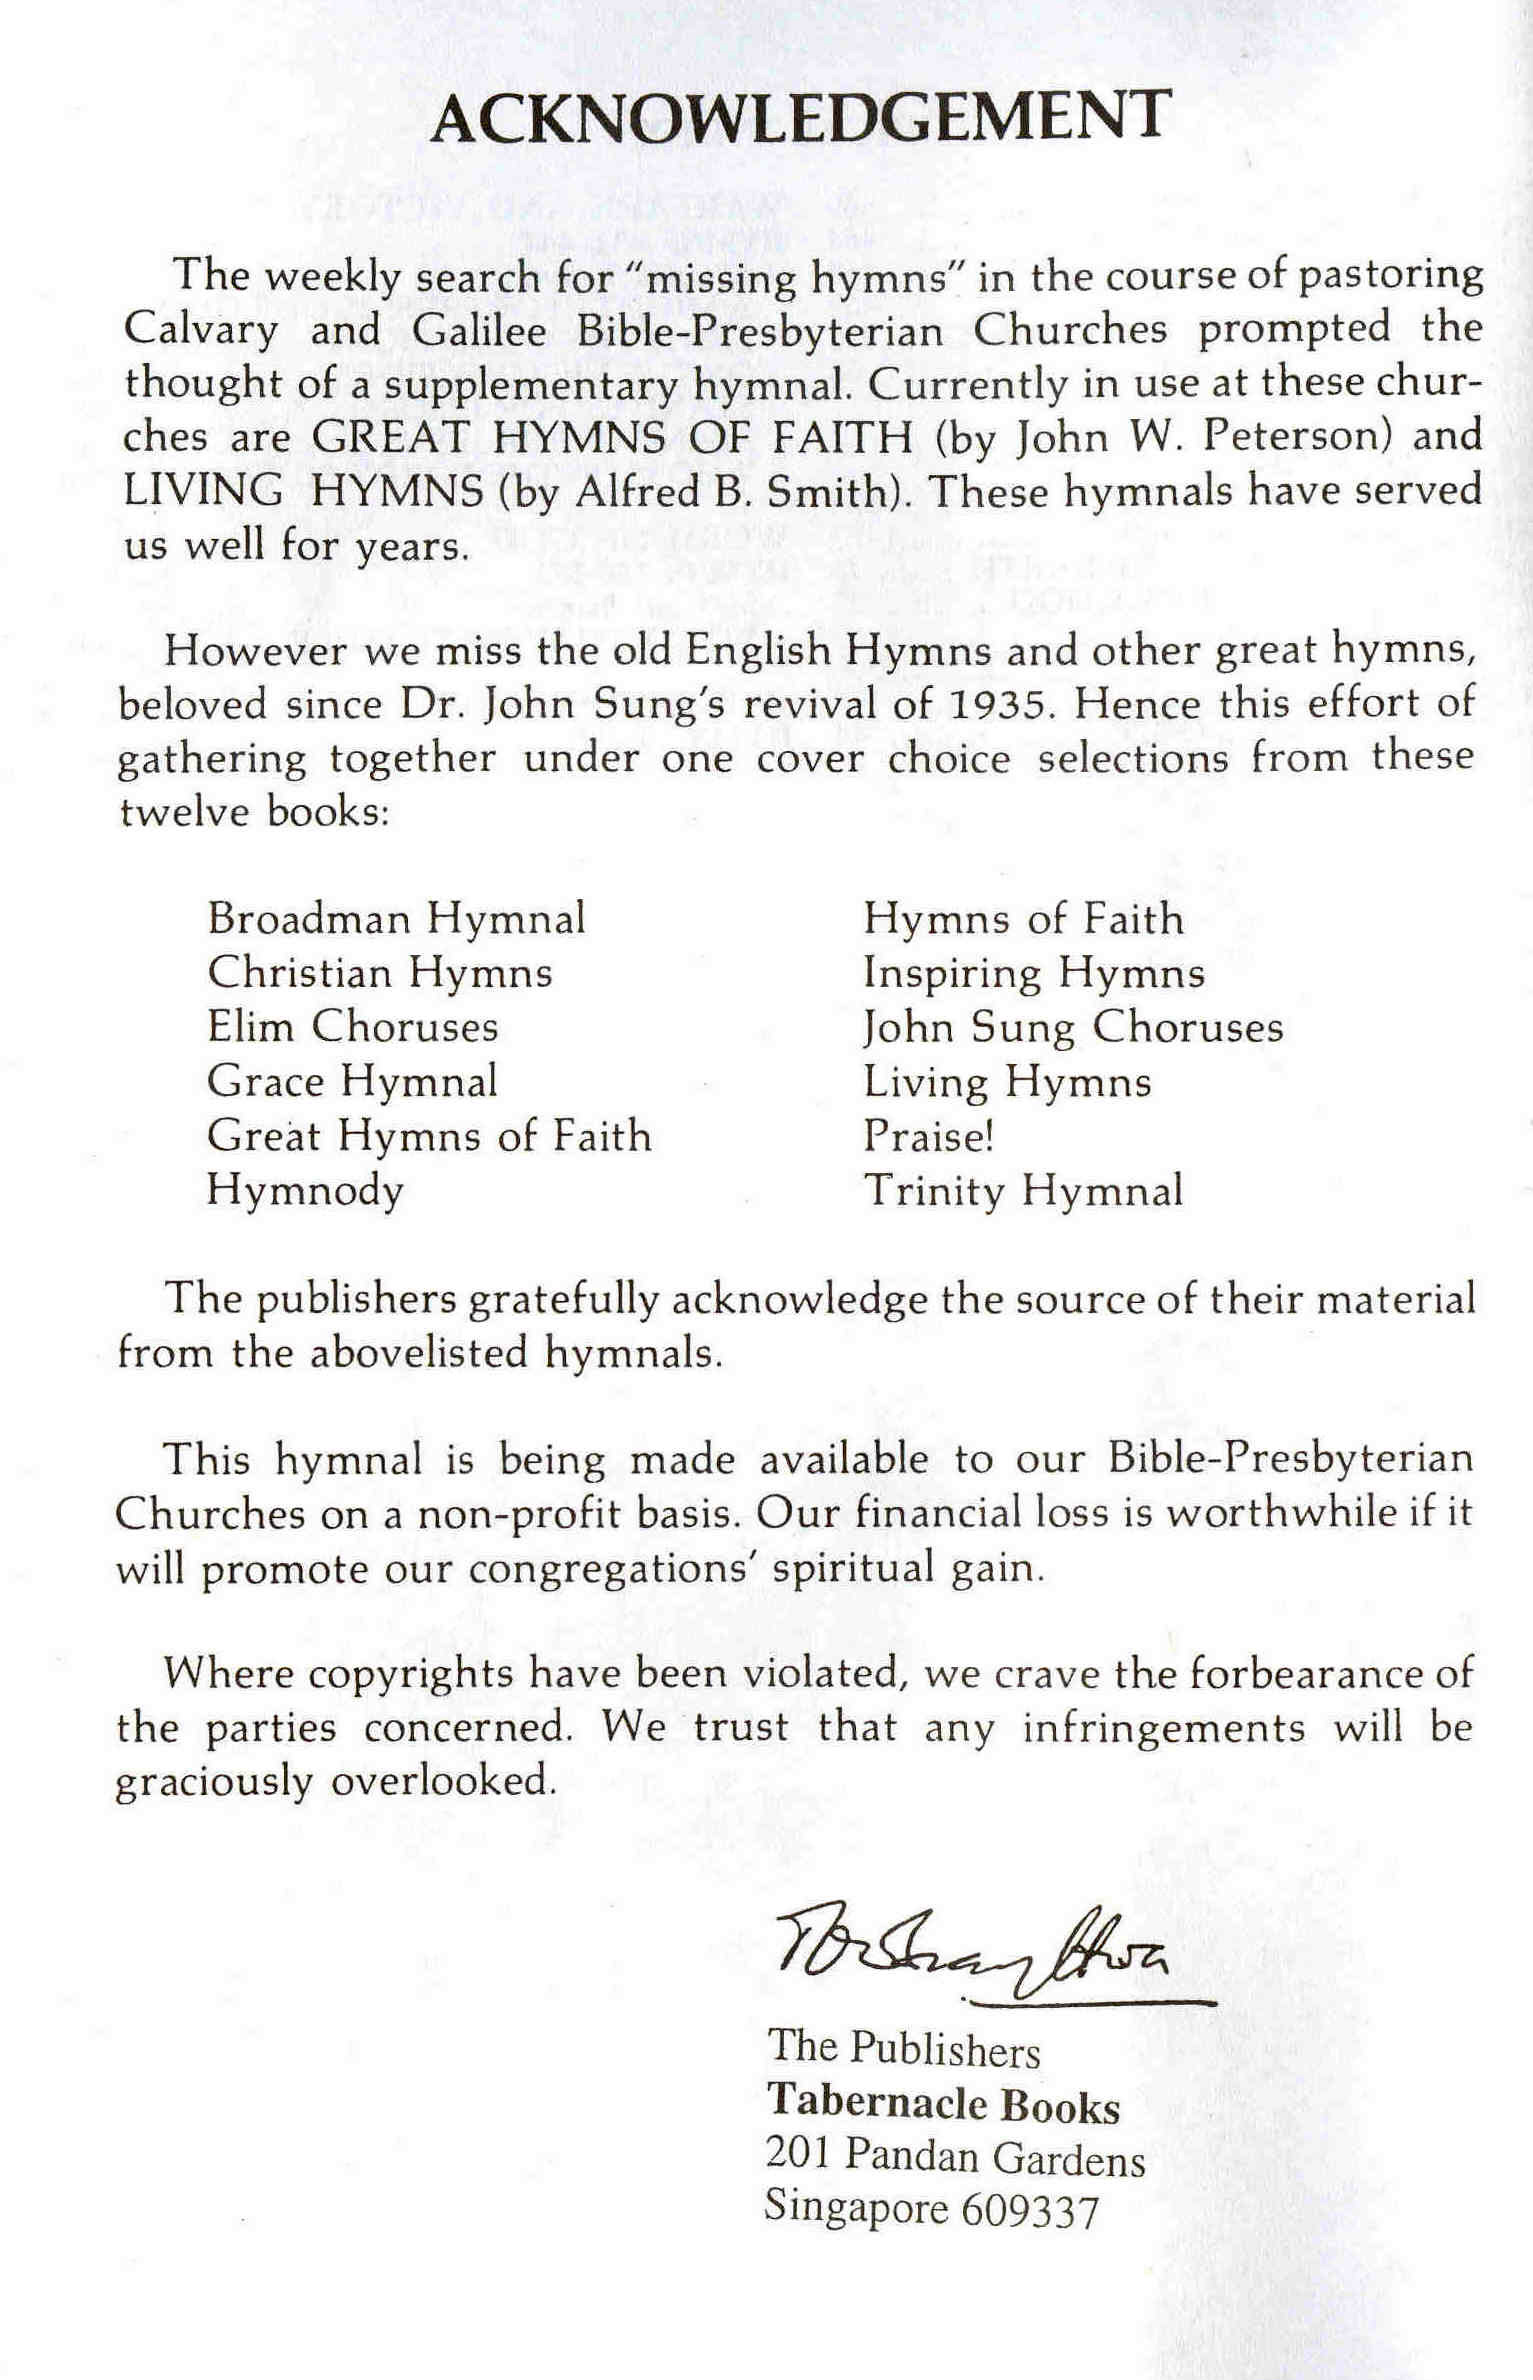 ACKNOWLEDGEMENT
The weekly search for "missing hymns" in the course of pastoring
Calvary and Galilee Bible-Presbyterian Churches prompted the
thought of a supplementary hymnal. Currently in use at these chur-
ches are GREAT HYMNS OF FAITH (by John W. Peterson) and
LIVING HYMNS (by Alfred B. Smith). These hymnals have served
us well for years.
However we miss the old English Hymns and other great hymns,
beloved since Dr. John Sung's revival of 1935. Hence this effort of
gathering together under one cover choice selections from these
twelve books:
Broadman Hymnal
Christian Hymns
Elim Choruses
Grace Hymnal
Great Hymns of Faith
Hymnody
Hymns of Faith
Inspiring Hymns
John Sung Choruses
Living Hymns
Praise!
Trinity Hymnal
The publishers gratefully acknowledge the source of their material
from the abovelisted hymnals.
This hymnal is being made available to our Bible-Presbyterian
Churches on a non-profit basis. Our financial loss is worthwhile if it
will promote our congregations' spiritual gain.
Where copyrights have been violated, we crave the forbearance of
the parties concerned. We trust that any infringements will be
graciously overlooked.
The Publishers
Tabernacle Books
201 Pandan Gardens
Singapore 609337